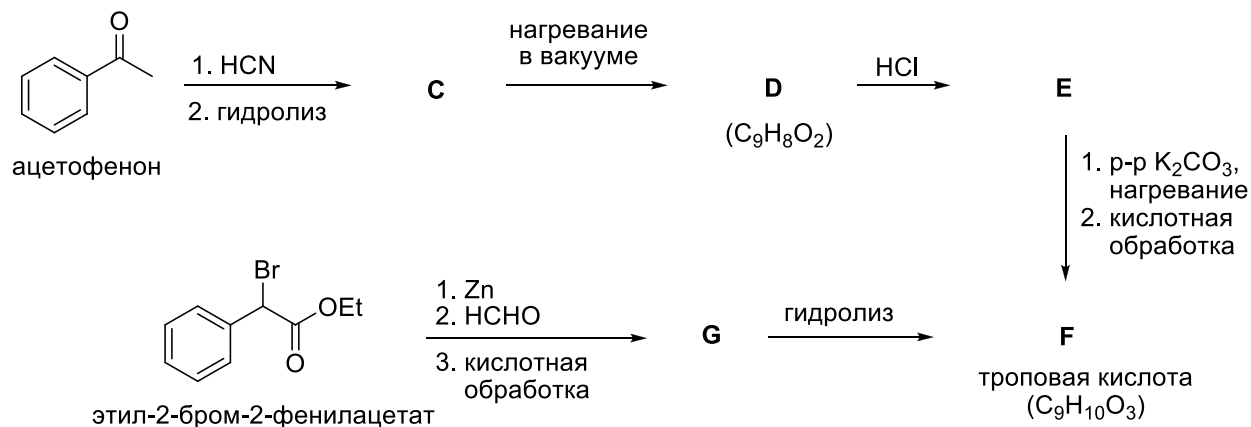 O
ацетофенон
1. HCN
2. гидролиз
C
нагревание
в вакууме
D
(C₉H₈O₂)
HCl
E
1. р-р K₂CO₃,
нагревание
2. кислотная
обработка
Br
OEt
O
этил-2-бром-2-фенилацетат
1. Zn
2. HCHO
3. кислотная
обработка
G
гидролиз
F
троповая кислота
(C₉H₁₀O₃)